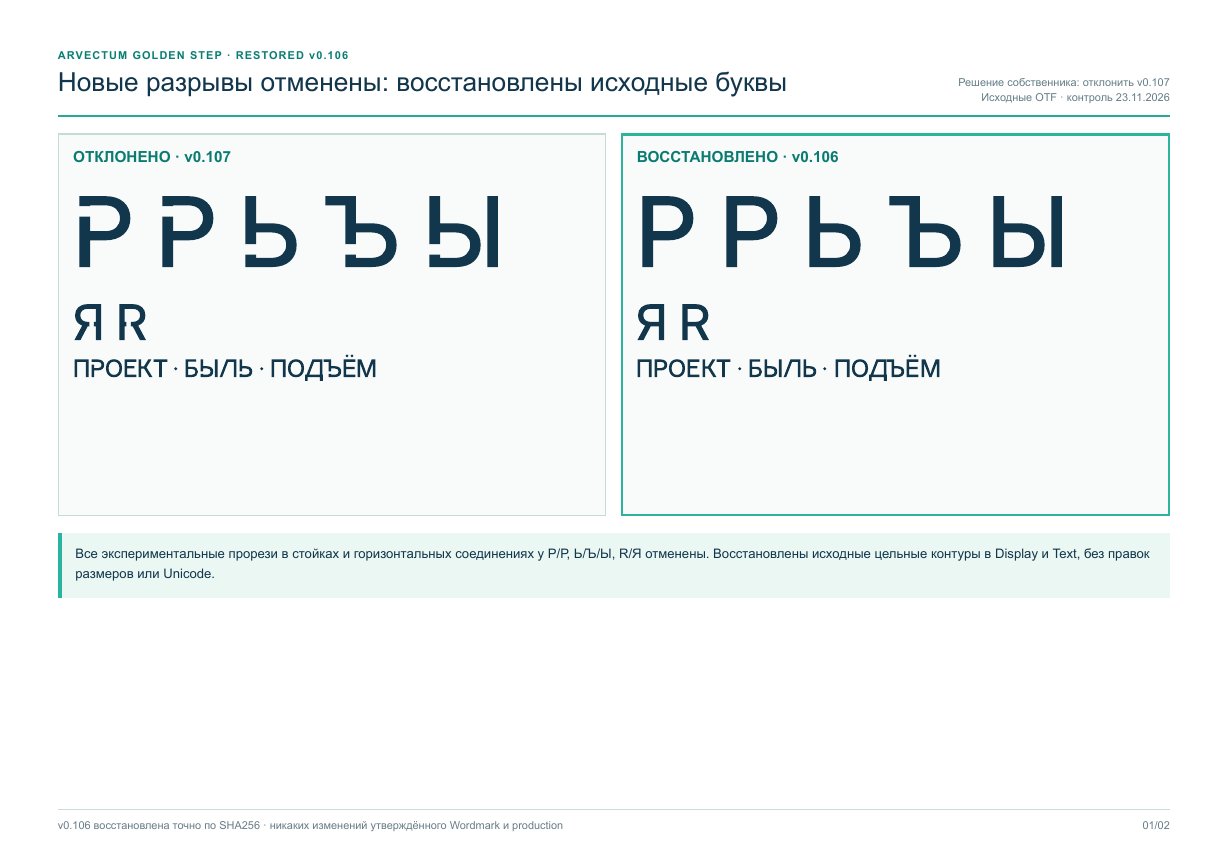 ARVECTUM GOLDEN STEP · RESTORED v0.106
Новые разрывы отменены: восстановлены исходные буквы
Решение собственника: отклонить v0.107
Исходные OTF · контроль 23.11.2026
ОТКЛОНЕНО · v0.107
P Р Ь Ъ Ы
Я R
ПРОЕКТ · БЫЛЬ · ПОДЪЁМ
ВОССТАНОВЛЕНО · v0.106
P Р Ь Ъ Ы
Я R
ПРОЕКТ · БЫЛЬ · ПОДЪЁМ
Все экспериментальные прорези в стойках и горизонтальных соединениях у P/Р, Ь/Ъ/Ы, R/Я отменены. Восстановлены исходные цельные контуры в Display и Text, без правок
размеров или Unicode.
v0.106 восстановлена точно по SHA256 · никаких изменений утверждённого Wordmark и production
01/02